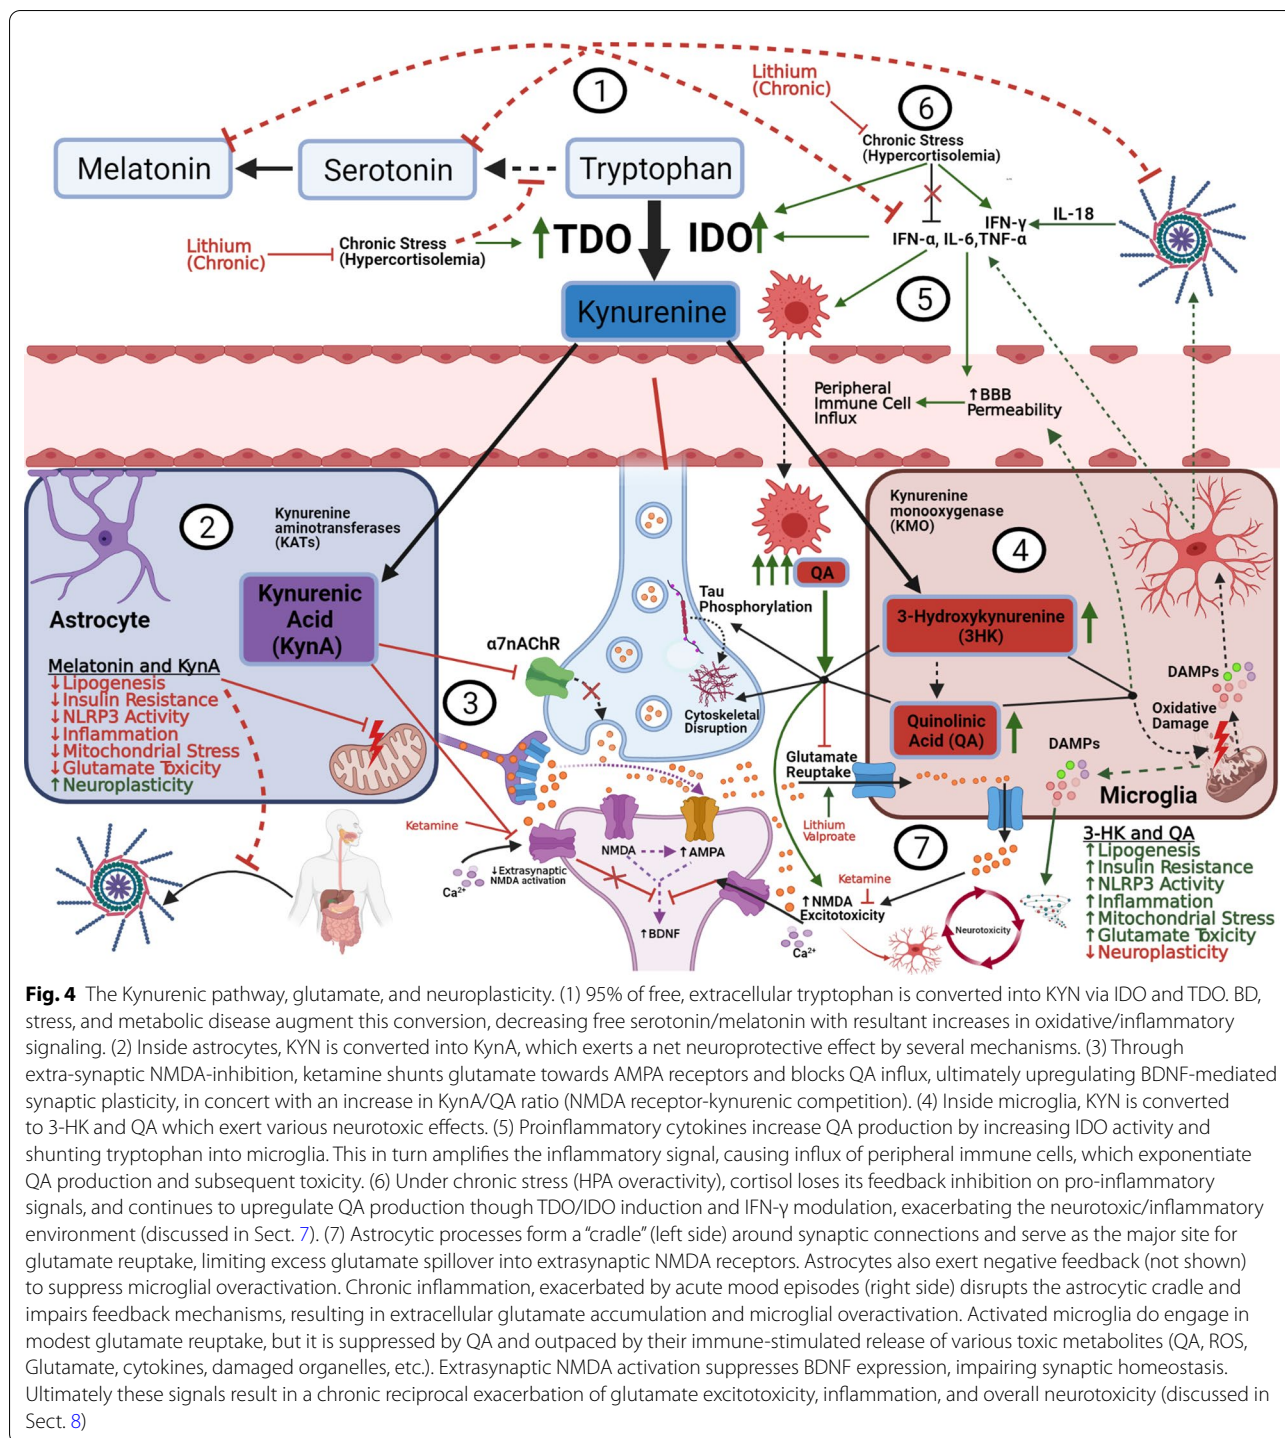 Lithium
(Chronic)
1
6
Chronic Stress
(Hypercortisolemia)
Melatonin
Serotonin
Tryptophan
IFN-γ
IL-18
IFN-α, IL-6,TNF-α
Lithium
(Chronic)
Chronic Stress
(Hypercortisolemia)
TDO
IDO
5
Kynurenine
Peripheral
Immune Cell
Influx
↑BBB
Permeability
2
Kynurenine
aminotransferases
(KATs)
Kynurenic
Acid
(KynA)
Astrocyte
Melatonin and KynA
↓Lipogenesis
↓Insulin Resistance
↓NLRP3 Activity
↓Inflammation
↓Mitochondrial Stress
↓Glutamate Toxicity
↑Neuroplasticity
Kynurenine
monooxygenase
(KMO)
4
QA
Tau
Phosphorylation
3-Hydroxykynurenine
(3HK)
α7nAChR
3
Cytoskeletal
Disruption
Quinolinic
Acid (QA)
DAMPs
Oxidative
Damage
DAMPs
Glutamate
Reuptake
Microglia
Lithium
Valproate
7
Ketamine
NMDA
↑AMPA
Ca²⁺
↓Extrasynaptic
NMDA activation
↑BDNF
Ketamine
↑NMDA
Excitotoxicity
Ca²⁺
Neurotoxicity
3-HK and QA
↑Lipogenesis
↑Insulin Resistance
↑NLRP3 Activity
↑Inflammation
↑Mitochondrial Stress
↑Glutamate Toxicity
↓Neuroplasticity
Fig. 4 The Kynurenic pathway, glutamate, and neuroplasticity. (1) 95% of free, extracellular tryptophan is converted into KYN via IDO and TDO. BD,
stress, and metabolic disease augment this conversion, decreasing free serotonin/melatonin with resultant increases in oxidative/inflammatory
signaling. (2) Inside astrocytes, KYN is converted into KynA, which exerts a net neuroprotective effect by several mechanisms. (3) Through
extra-synaptic NMDA-inhibition, ketamine shunts glutamate towards AMPA receptors and blocks QA influx, ultimately upregulating BDNF-mediated
synaptic plasticity, in concert with an increase in KynA/QA ratio (NMDA receptor-kynurenic competition). (4) Inside microglia, KYN is converted
to 3-HK and QA which exert various neurotoxic effects. (5) Proinflammatory cytokines increase QA production by increasing IDO activity and
shunting tryptophan into microglia. This in turn amplifies the inflammatory signal, causing influx of peripheral immune cells, which exponentiate
QA production and subsequent toxicity. (6) Under chronic stress (HPA overactivity), cortisol loses its feedback inhibition on pro-inflammatory
signals, and continues to upregulate QA production though TDO/IDO induction and IFN-γ modulation, exacerbating the neurotoxic/inflammatory
environment (discussed in Sect. 7). (7) Astrocytic processes form a “cradle” (left side) around synaptic connections and serve as the major site for
glutamate reuptake, limiting excess glutamate spillover into extrasynaptic NMDA receptors. Astrocytes also exert negative feedback (not shown)
to suppress microglial overactivation. Chronic inflammation, exacerbated by acute mood episodes (right side) disrupts the astrocytic cradle and
impairs feedback mechanisms, resulting in extracellular glutamate accumulation and microglial overactivation. Activated microglia do engage in
modest glutamate reuptake, but it is suppressed by QA and outpaced by their immune-stimulated release of various toxic metabolites (QA, ROS,
Glutamate, cytokines, damaged organelles, etc.). Extrasynaptic NMDA activation suppresses BDNF expression, impairing synaptic homeostasis.
Ultimately these signals result in a chronic reciprocal exacerbation of glutamate excitotoxicity, inflammation, and overall neurotoxicity (discussed in
Sect. 8)